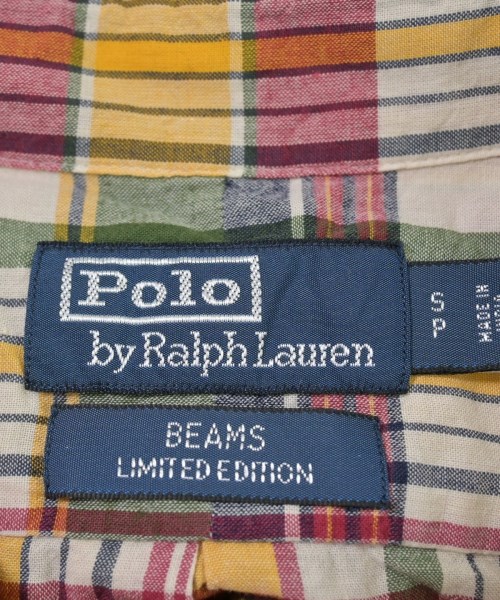 Polo
by Ralph Lauren
S
P
MADE IN
BEAMS
LIMITED EDITION